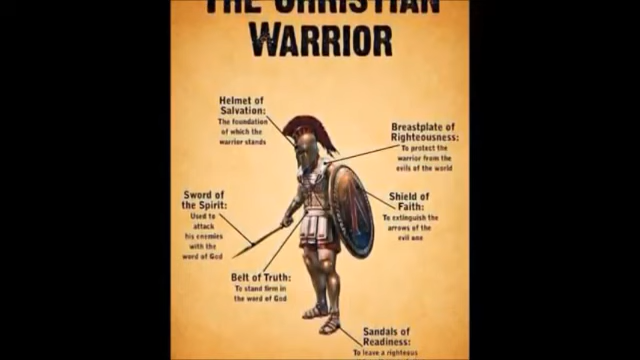 THE CHRISTIAN
WARRIOR
Helmet of
Salvation:
The foundation
of which the
warrior stands
Breastplate of
Righteousness:
To protect the
warrior from the
evils of the world
Sword of
the Spirit:
Used to
attack
his enemies
with the
word of God
Shield of
Faith:
To extinguish the
arrows of the
evil one
Belt of Truth:
To stand firm in
the word of God
Sandals of
Readiness:
To leave a righteous